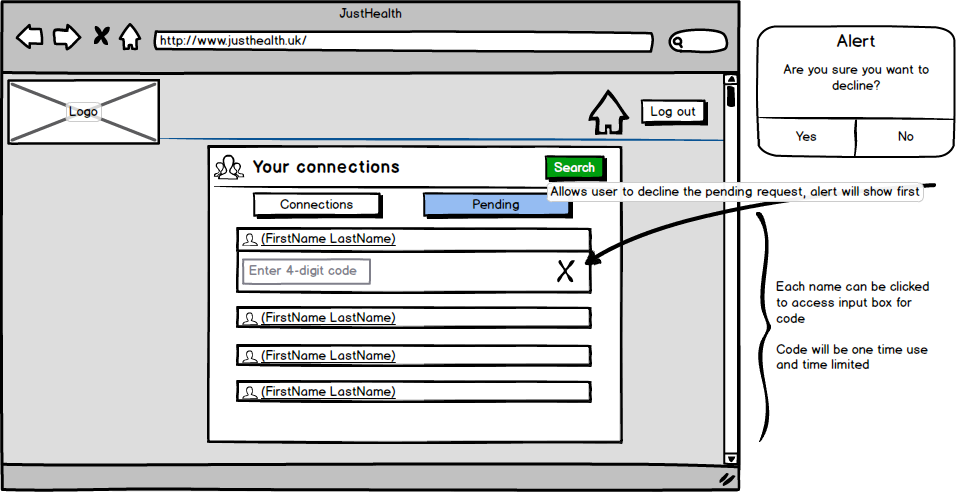 JustHealth
http://www.justhealth.uk/
Alert
Are you sure you want to
decline?
Yes
No
Logo
Log out
Your connections
Search
Allows user to decline the pending request, alert will show first
Connections
Pending
(FirstName LastName)
Enter 4-digit code
X
(FirstName LastName)
(FirstName LastName)
(FirstName LastName)
Each name can be clicked
to access input box for
code
Code will be one time use
and time limited